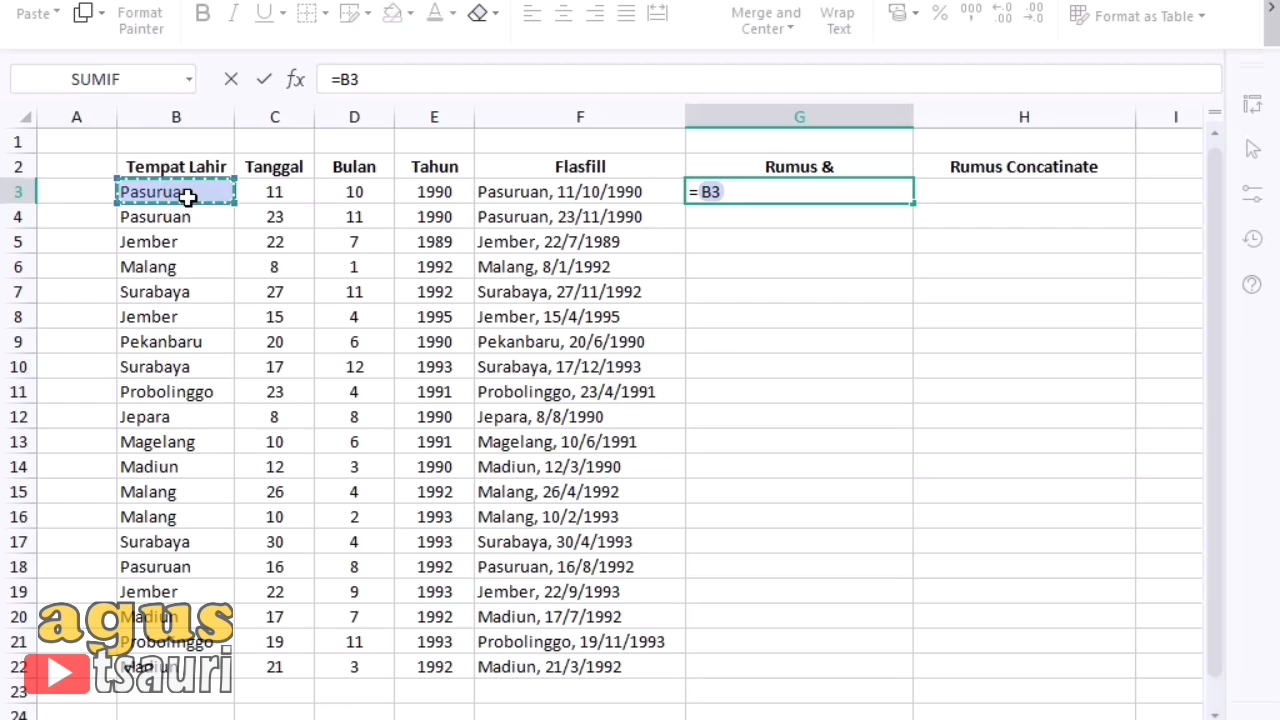 Paste Format Painter B I U A Merge and Center Wrap Text % 000 ←.0 .00 .00 →.0 Format as Table
SUMIF fx =B3
A B C D E F G H I
1
2 Tempat Lahir Tanggal Bulan Tahun Flasfill Rumus & Rumus Concatinate
3 Pasuruan 11 10 1990 Pasuruan, 11/10/1990 =B3
4 Pasuruan 23 11 1990 Pasuruan, 23/11/1990
5 Jember 22 7 1989 Jember, 22/7/1989
6 Malang 8 1 1992 Malang, 8/1/1992
7 Surabaya 27 11 1992 Surabaya, 27/11/1992
8 Jember 15 4 1995 Jember, 15/4/1995
9 Pekanbaru 20 6 1990 Pekanbaru, 20/6/1990
10 Surabaya 17 12 1993 Surabaya, 17/12/1993
11 Probolinggo 23 4 1991 Probolinggo, 23/4/1991
12 Jepara 8 8 1990 Jepara, 8/8/1990
13 Magelang 10 6 1991 Magelang, 10/6/1991
14 Madiun 12 3 1990 Madiun, 12/3/1990
15 Malang 26 4 1992 Malang, 26/4/1992
16 Malang 10 2 1993 Malang, 10/2/1993
17 Surabaya 30 4 1993 Surabaya, 30/4/1993
18 Pasuruan 16 8 1992 Pasuruan, 16/8/1992
19 Jember 22 9 1993 Jember, 22/9/1993
20 Madiun 17 7 1992 Madiun, 17/7/1992
21 Probolinggo 19 11 1993 Probolinggo, 19/11/1993
22 Madiun 21 3 1992 Madiun, 21/3/1992
23
24
agus
tsauri